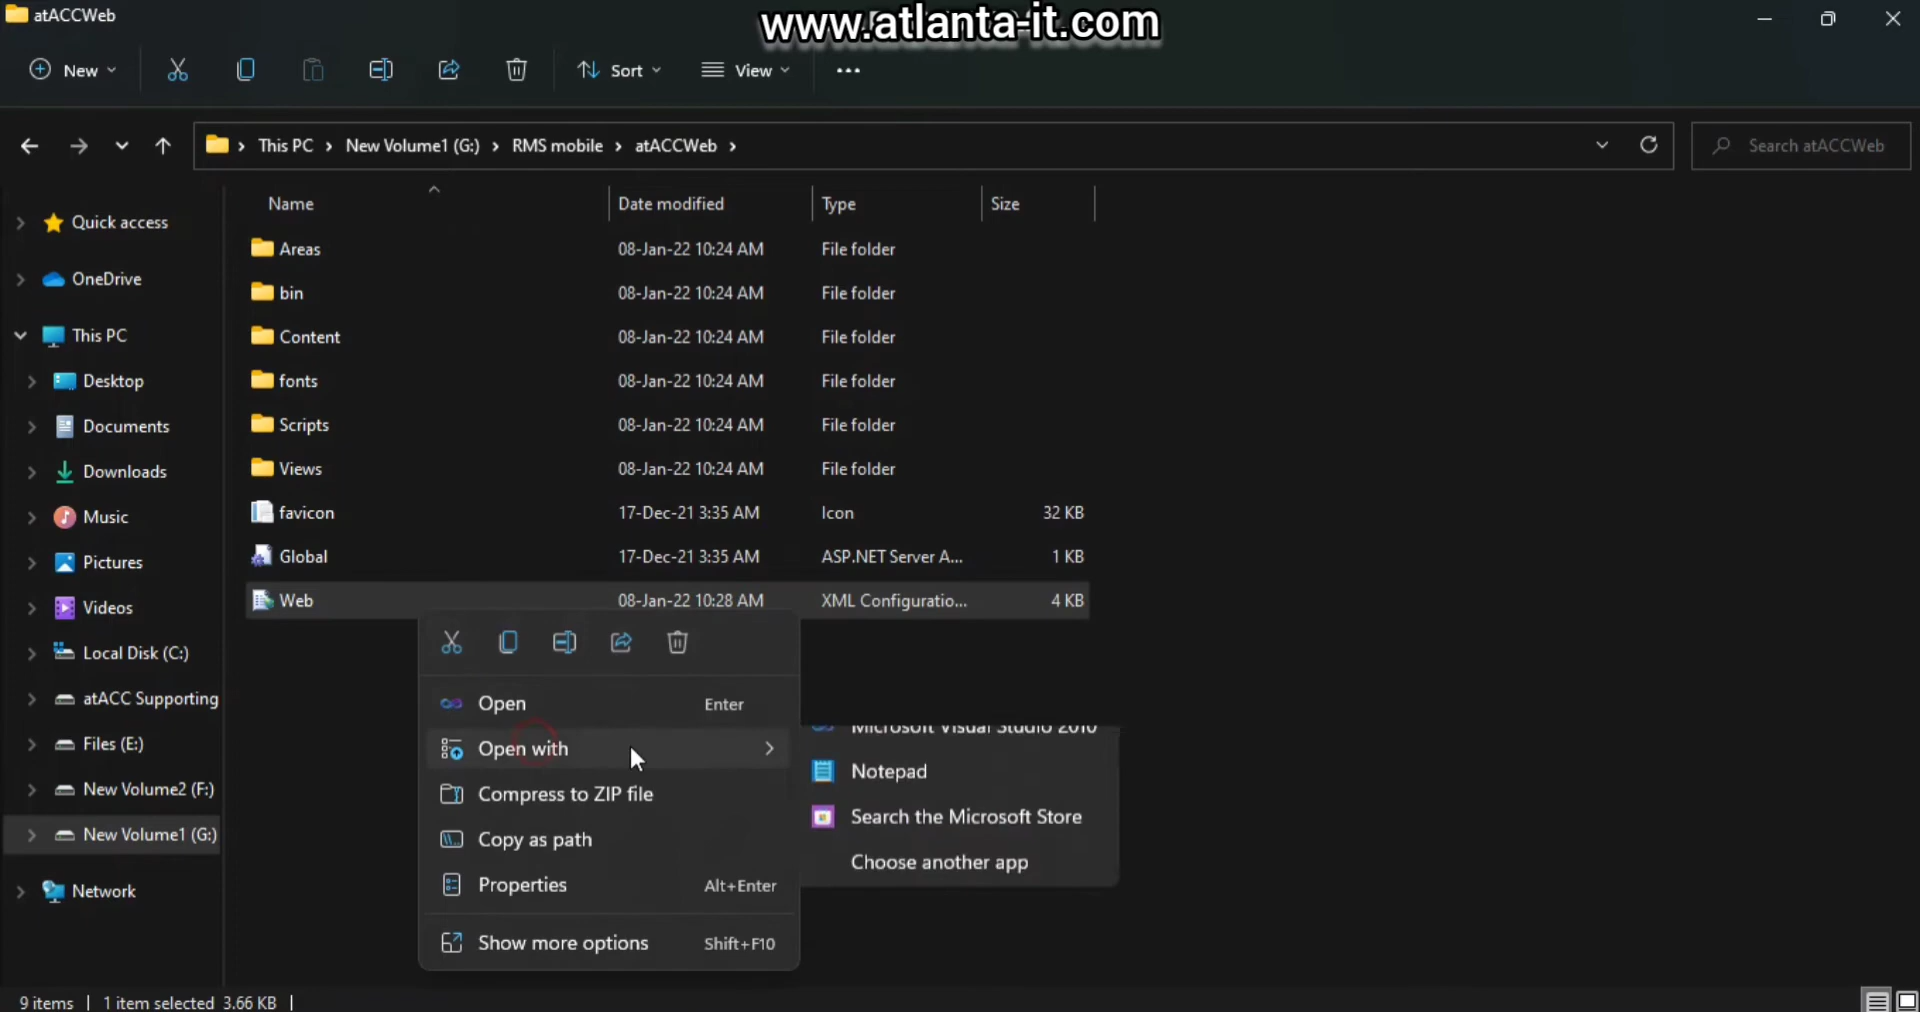 atACCWeb
www.atlanta-it.com
New
Sort
View
This PC
New Volume1 (G:)
RMS mobile
atACCWeb
Search atACCWeb
Name Date modified Type Size
Quick access
OneDrive
This PC
Desktop
Documents
Downloads
Music
Pictures
Videos
Local Disk (C:)
atACC Supporting
Files (E:)
New Volume2 (F:)
New Volume1 (G:)
Network
Areas 08-Jan-22 10:24 AM File folder
bin 08-Jan-22 10:24 AM File folder
Content 08-Jan-22 10:24 AM File folder
fonts 08-Jan-22 10:24 AM File folder
Scripts 08-Jan-22 10:24 AM File folder
Views 08-Jan-22 10:24 AM File folder
favicon 17-Dec-21 3:35 AM Icon 32 KB
Global 17-Dec-21 3:35 AM ASP.NET Server A... 1 KB
Web 08-Jan-22 10:28 AM XML Configuratio... 4 KB
Open Enter
Open with
Compress to ZIP file
Copy as path
Properties Alt+Enter
Show more options Shift+F10
Microsoft Visual Studio 2010
Notepad
Search the Microsoft Store
Choose another app
9 items 1 item selected 3.66 KB